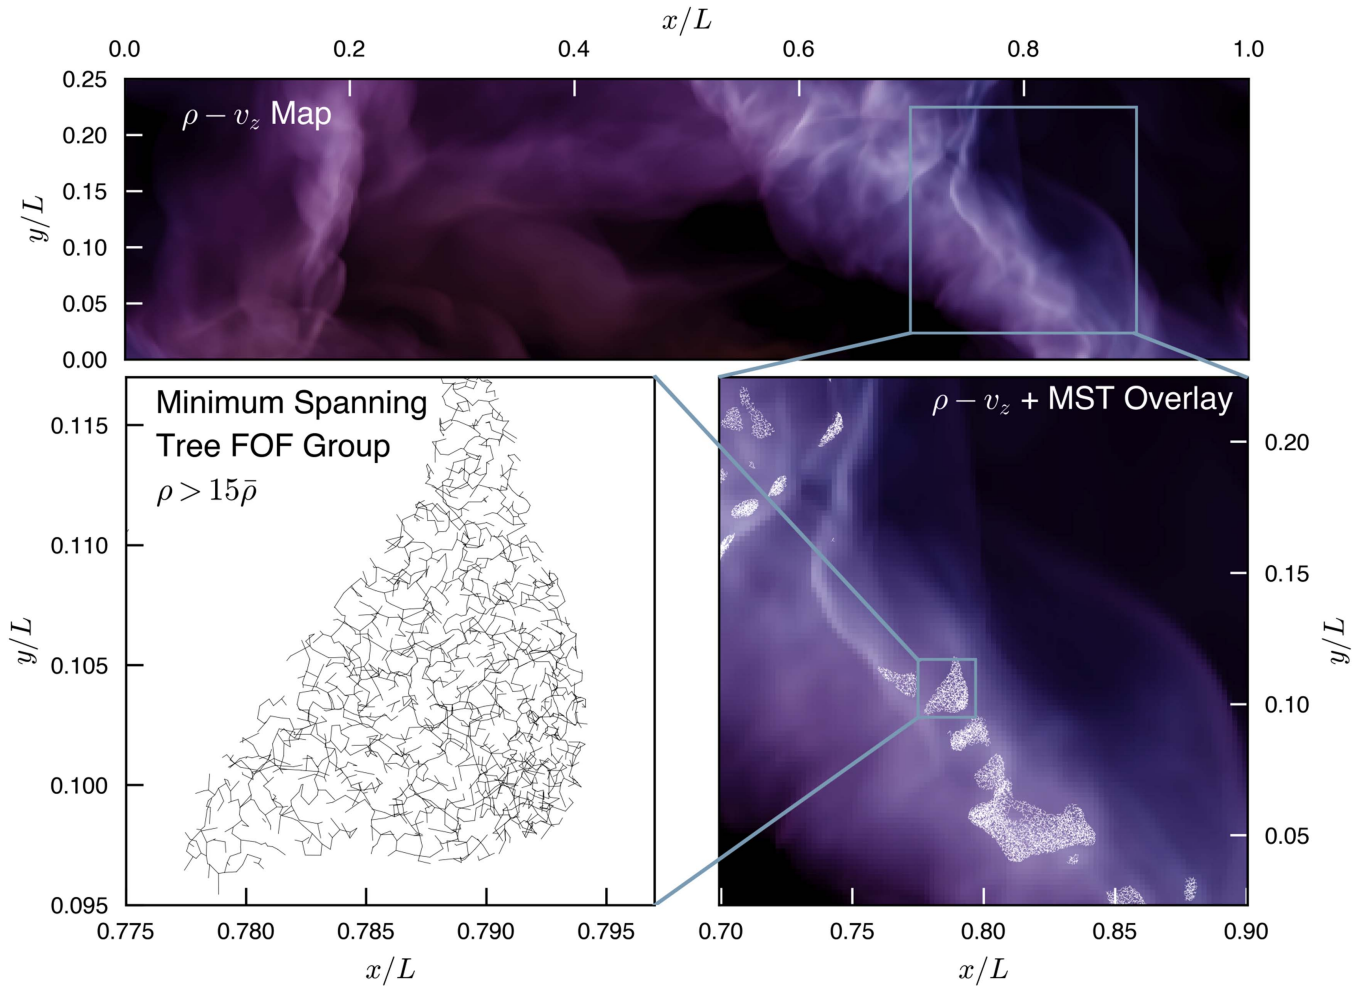 x/L
0.0 0.2 0.4 0.6 0.8 1.0
0.25
0.20
0.15
0.10
0.05
0.00
y/L
ρ − v_z Map
Minimum Spanning
Tree FOF Group
ρ > 15ρ̄
0.115
0.110
0.105
0.100
0.095
y/L
0.775 0.780 0.785 0.790 0.795
x/L
ρ − v_z + MST Overlay
0.20
0.15
0.10
0.05
y/L
0.70 0.75 0.80 0.85 0.90
x/L